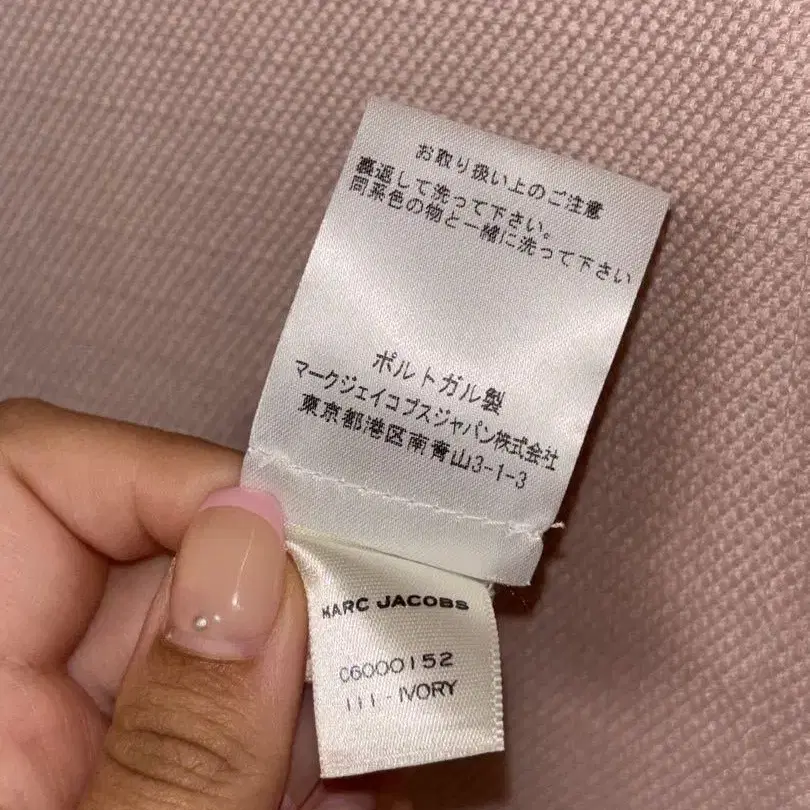 お取り扱い上のご注意
裏返して洗って下さい。
同系色の物と一緒に洗って下さい
ポルトガル製
マークジェイコブスジャパン株式会社
東京都港区南青山3-1-3
MARC JACOBS
C6000152
111 - IVORY